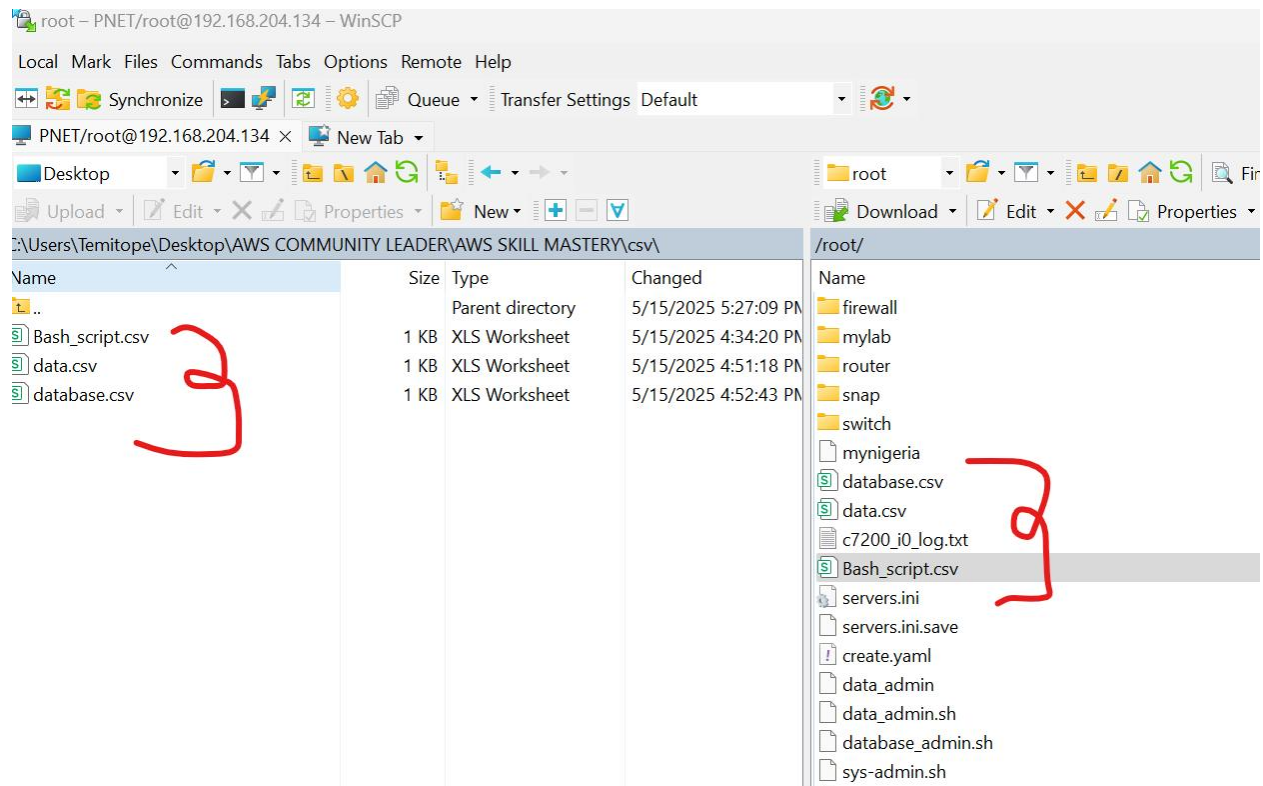 root – PNET/root@192.168.204.134 – WinSCP
Local Mark Files Commands Tabs Options Remote Help
Synchronize Queue Transfer Settings Default
PNET/root@192.168.204.134 × New Tab
Desktop root Fi
Upload Edit Properties New Download Edit Properties
:\Users\Temitope\Desktop\AWS COMMUNITY LEADER\AWS SKILL MASTERY\csv\ /root/
Name Size Type Changed Name
.. Parent directory 5/15/2025 5:27:09 PM firewall
Bash_script.csv 1 KB XLS Worksheet 5/15/2025 4:34:20 PM mylab
data.csv 1 KB XLS Worksheet 5/15/2025 4:51:18 PM router
database.csv 1 KB XLS Worksheet 5/15/2025 4:52:43 PM snap
switch
mynigeria
database.csv
data.csv
c7200_i0_log.txt
Bash_script.csv
servers.ini
servers.ini.save
create.yaml
data_admin
data_admin.sh
database_admin.sh
sys-admin.sh